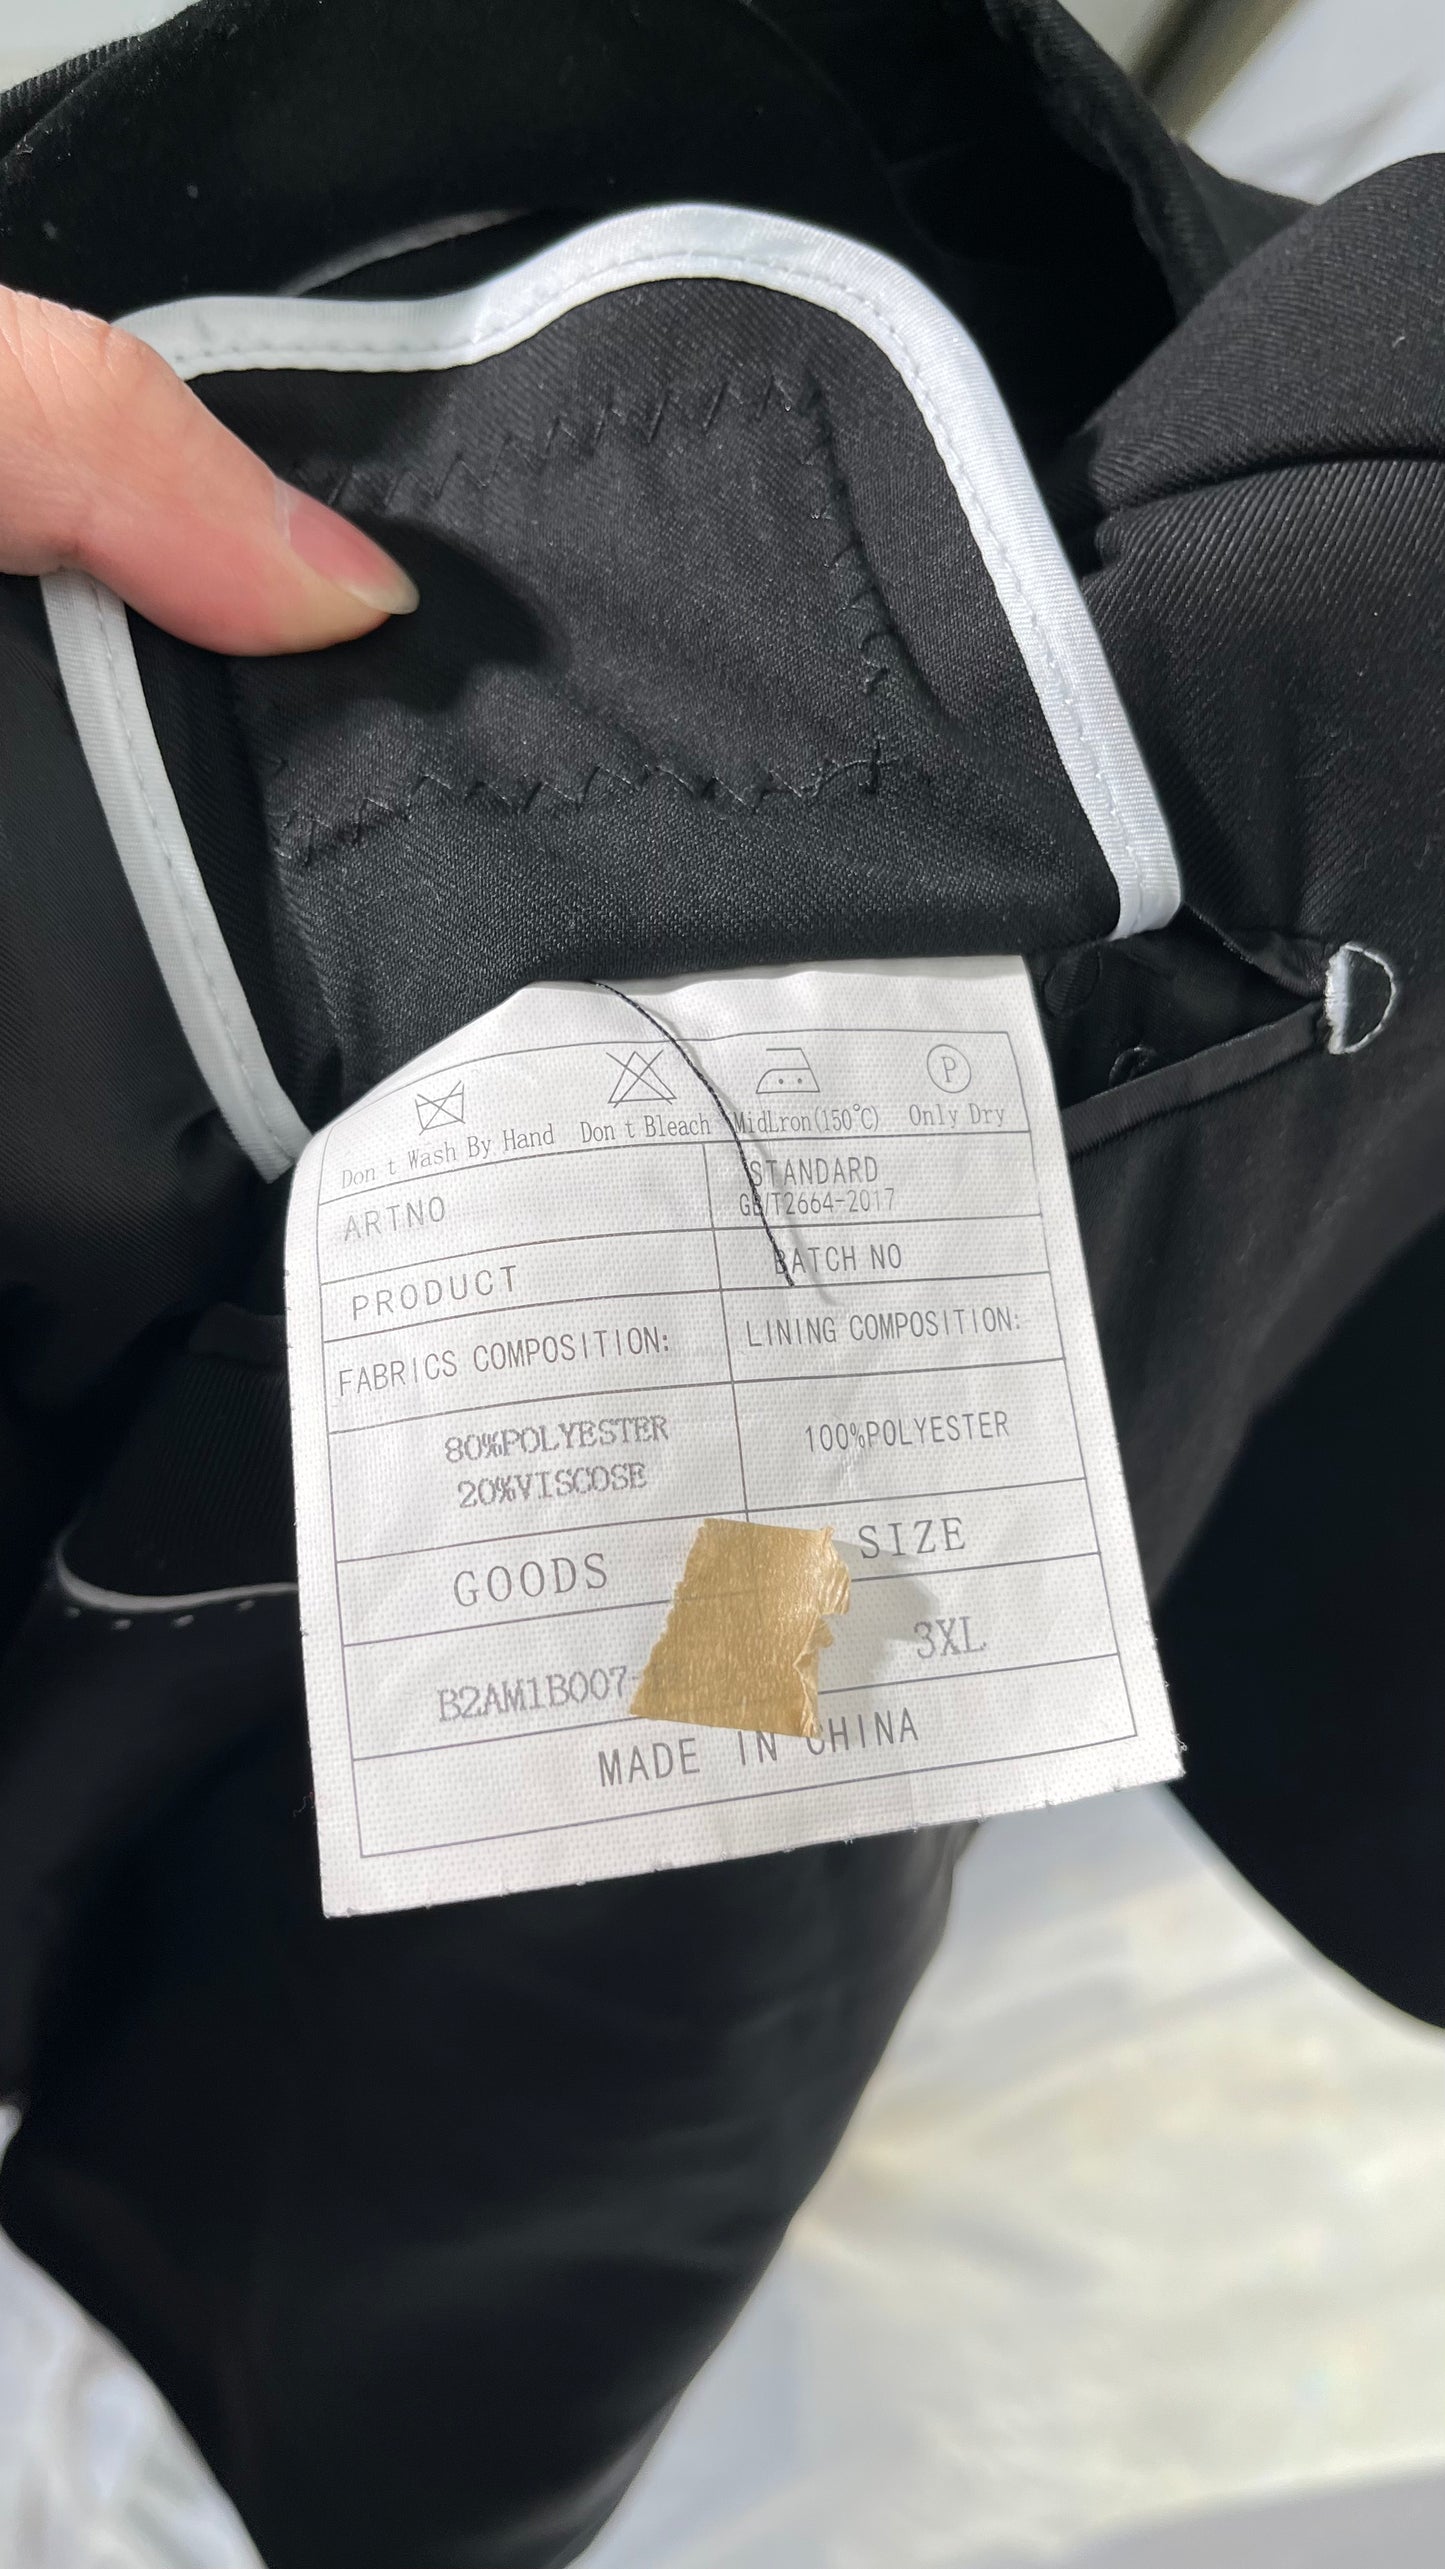 P
Don t Wash By Hand Don t Bleach MidLron(150℃) Only Dry
ARTNO
STANDARD
GB/T2664-2017
PRODUCT
BATCH NO
FABRICS COMPOSITION:
LINING COMPOSITION:
80%POLYESTER
20%VISCOSE
100%POLYESTER
GOODS
SIZE
B2AM1B007-
3XL
MADE IN CHINA